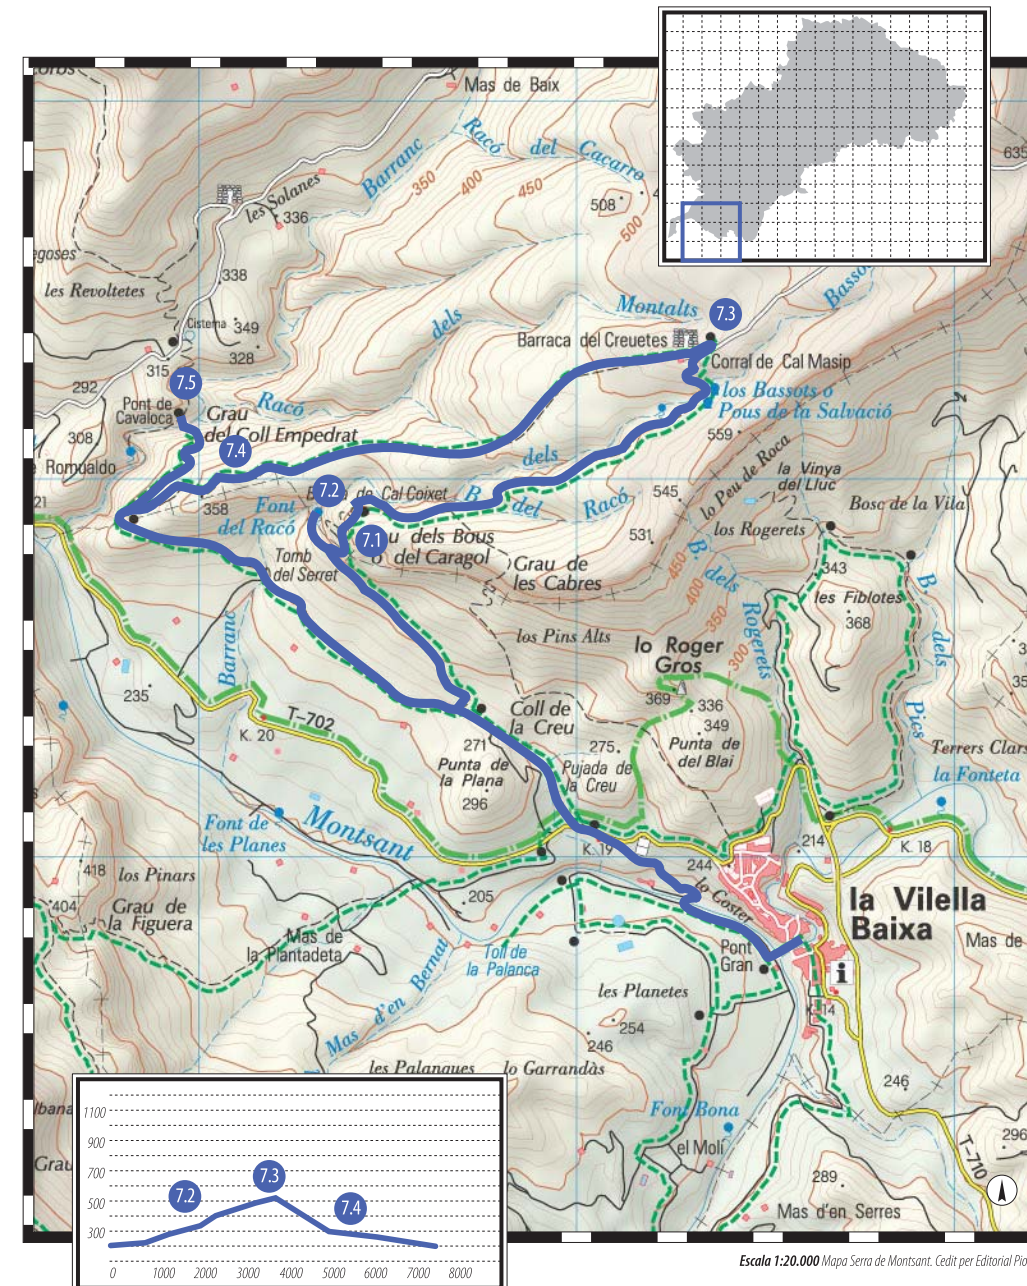 Mas de Baix
Racó del Cacarro
Barranc
350
400
450
508
500
635
les Solanes
336
les Revoltetes
338
Cisterna
349
328
315
292
308
dels
Montalts
7.3
Barraca del Creuetes
Corral de Cal Masip
los Bassots o
Pous de la Salvació
7.5
Pont de
Cavaloca
Grau
del Coll Empedrat
Racó
7.4
Romualdo
21
358
7.2
Font
del Racó
de Cal Coixet
B.
dels
del
Racó
7.1
dels Bous
o del Caragol
Tomb
del Serret
Grau de
les Cabres
559
545
531
lo Peu de Roca
la Vinya
del Lluc
los Rogerets
Bosc de la Vila
450
400
350
300
B. dels
Rogerets
343
les Fiblotes
368
B. dels
Pics
los Pins Alts
lo Roger
Gros
369
336
349
Punta de
del Blai
235
Barranc
T-702
K. 20
Coll de
la Creu
271
Punta de
la Plana
296
275
Pujada de
la Creu
Terrers Clars
la Fonteta
Font de
les Planes
Montsant
K. 19
244
214
K. 18
418
los Pinars
404
Grau de
la Figuera
205
lo Coster
la Vilella
Baixa
Mas de
la Plantadeta
Mas d'en Bernat
Toll de
la Palanca
Pont
Gran
i
Mas de
les Planetes
254
246
les Palanques
lo Garrandàs
246
Font Bona
el Molí
289
Mas d'en Serres
T-710
296
Grau
1100
900
700
500
300
7.2
7.3
7.4
0 1000 2000 3000 4000 5000 6000 7000 8000
Escala 1:20.000 Mapa Serra de Montsant. Cedit per Editorial